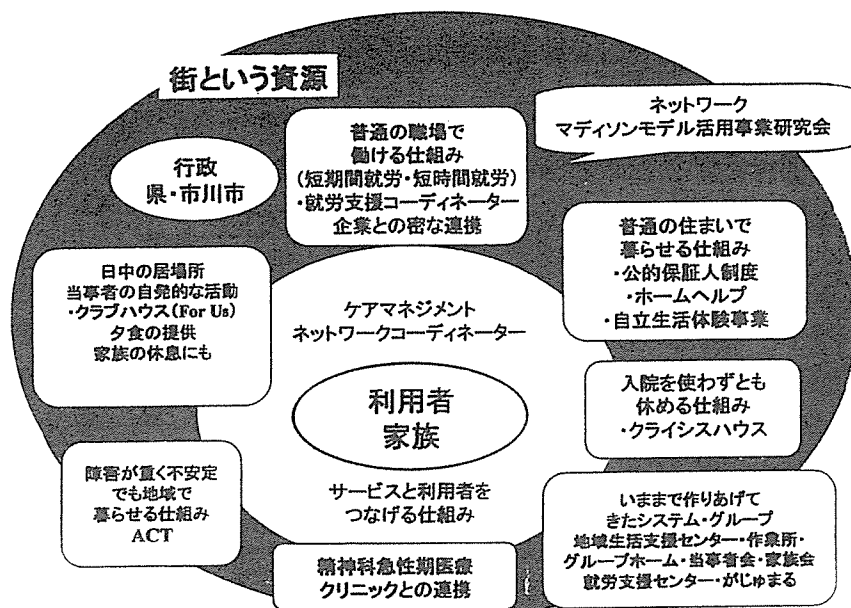 街という資源
ネットワーク
マディソンモデル活用事業研究会
行政
県・市川市
普通の職場で
働ける仕組み
(短期間就労・短時間就労)
・就労支援コーディネーター
企業との密な連携
普通の住まいで
暮らせる仕組み
・公的保証人制度
・ホームヘルプ
・自立生活体験事業
日中の居場所
当事者の自発的な活動
・クラブハウス(For Us)
夕食の提供
家族の休息にも
ケアマネジメント
ネットワークコーディネーター
利用者
家族
サービスと利用者を
つなげる仕組み
入院を使わずとも
休める仕組み
・クライシスハウス
障害が重く不安定
でも地域で
暮らせる仕組み
ACT
いままで作りあげて
きたシステム・グループ
地域生活支援センター・作業所・
グループホーム・当事者会・家族会
就労支援センター・がじゅまる
精神科急性期医療
クリニックとの連携